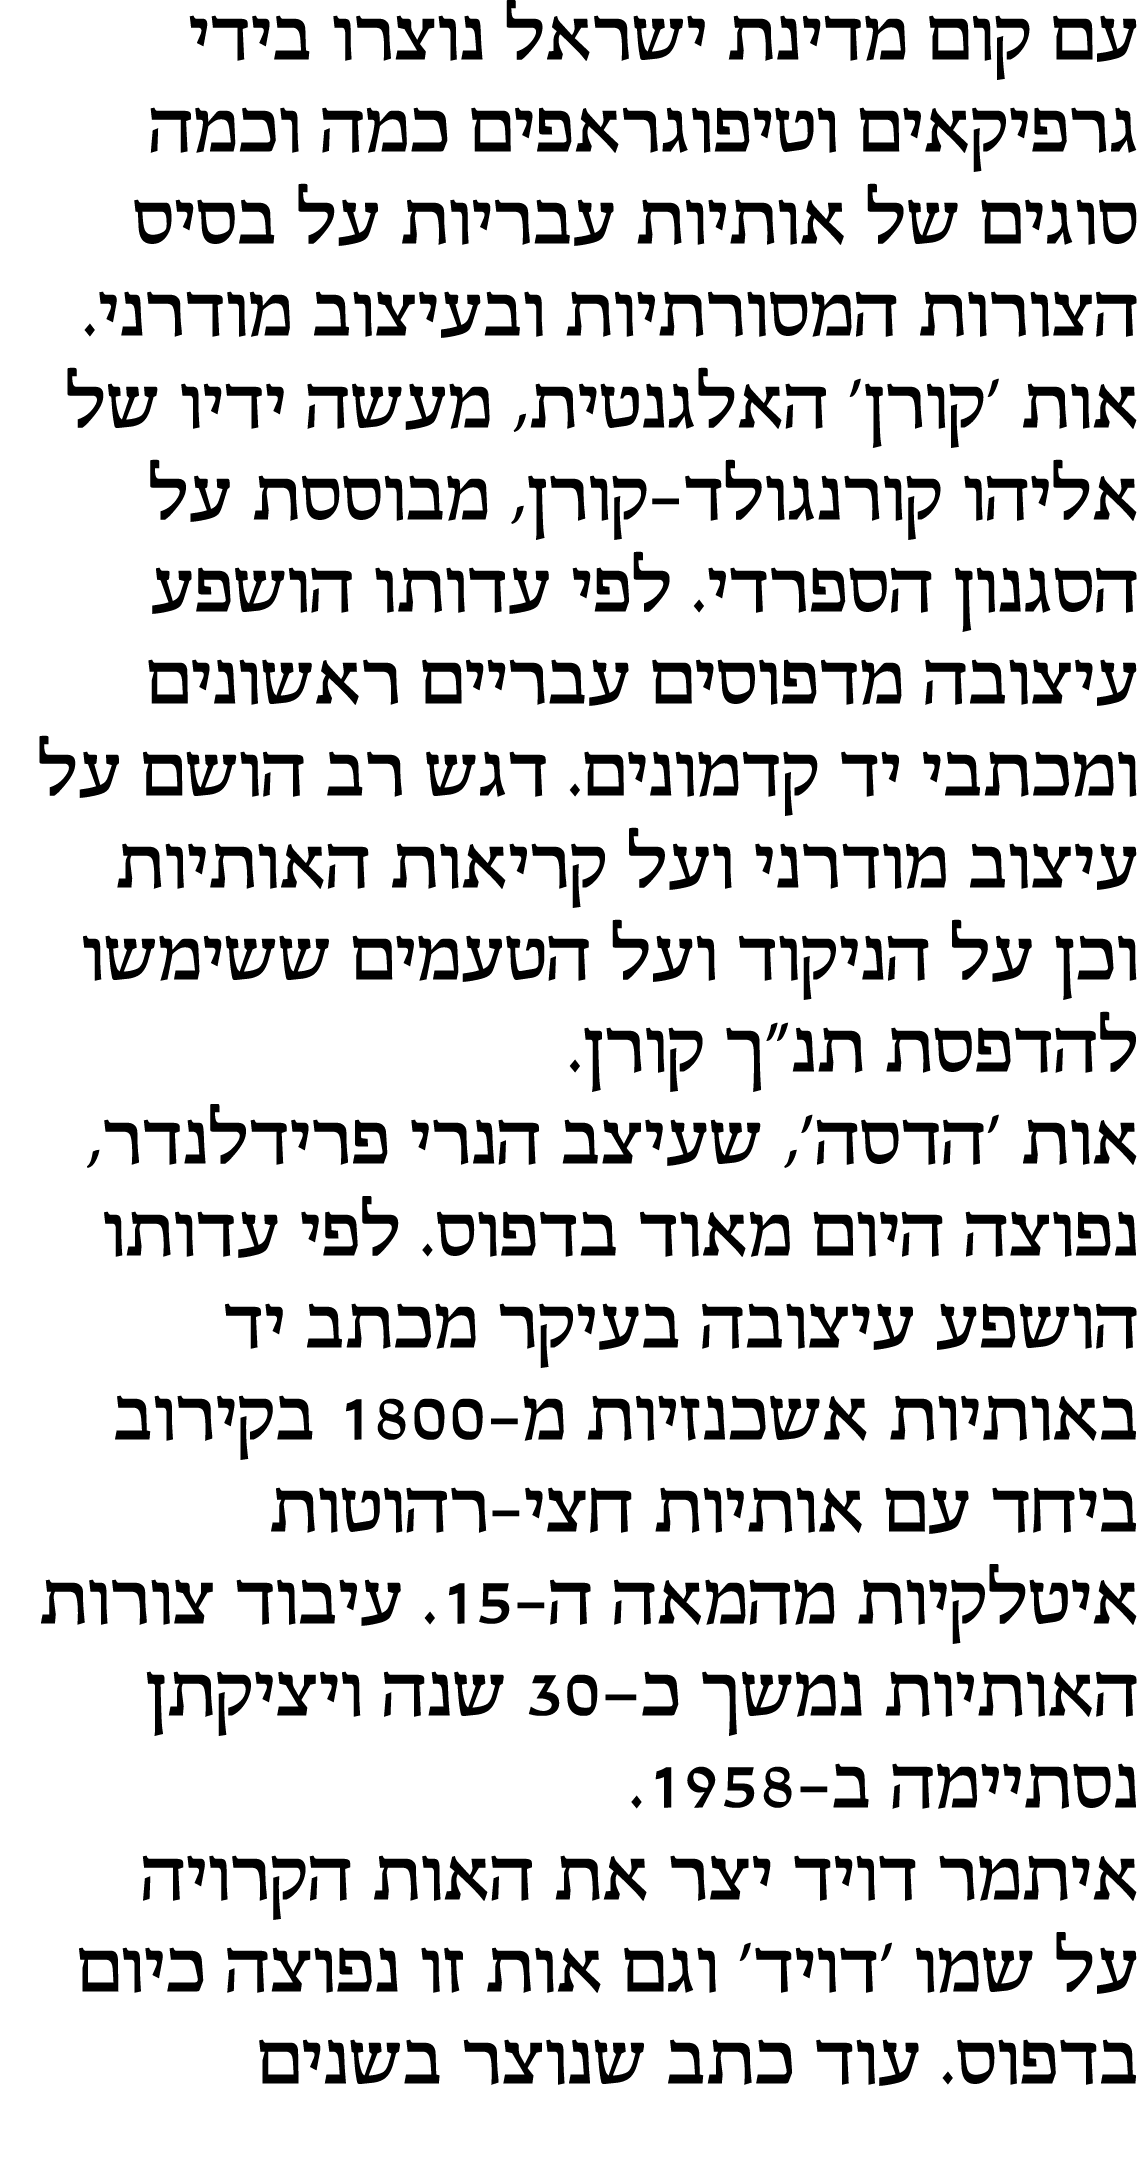 עם קום מדינת ישראל נוצרו בידי
גרפיקאים וטיפוגראפים כמה וכמה
סוגים של אותיות עבריות על בסיס
הצורות המסורתיות ובעיצוב מודרני.
אות ׳קורן׳ האלגנטית, מעשה ידיו של
אליהו קורנגולד-קורן, מבוססת על
הסגנון הספרדי. לפי עדותו הושפע
עיצובה מדפוסים עבריים ראשונים
ומכתבי יד קדמונים. דגש רב הושם על
עיצוב מודרני ועל קריאות האותיות
וכן על הניקוד ועל הטעמים ששימשו
להדפסת תנ״ך קורן.
אות ׳הדסה׳, שעיצב הנרי פרידלנדר,
נפוצה היום מאוד בדפוס. לפי עדותו
הושפע עיצובה בעיקר מכתב יד
באותיות אשכנזיות מ-1800 בקירוב
ביחד עם אותיות חצי-רהוטות
איטלקיות מהמאה ה-15. עיבוד צורות
האותיות נמשך כ-30 שנה ויציקתן
נסתיימה ב-1958.
איתמר דויד יצר את האות הקרויה
על שמו ׳דויד׳ וגם אות זו נפוצה כיום
בדפוס. עוד כתב שנוצר בשנים